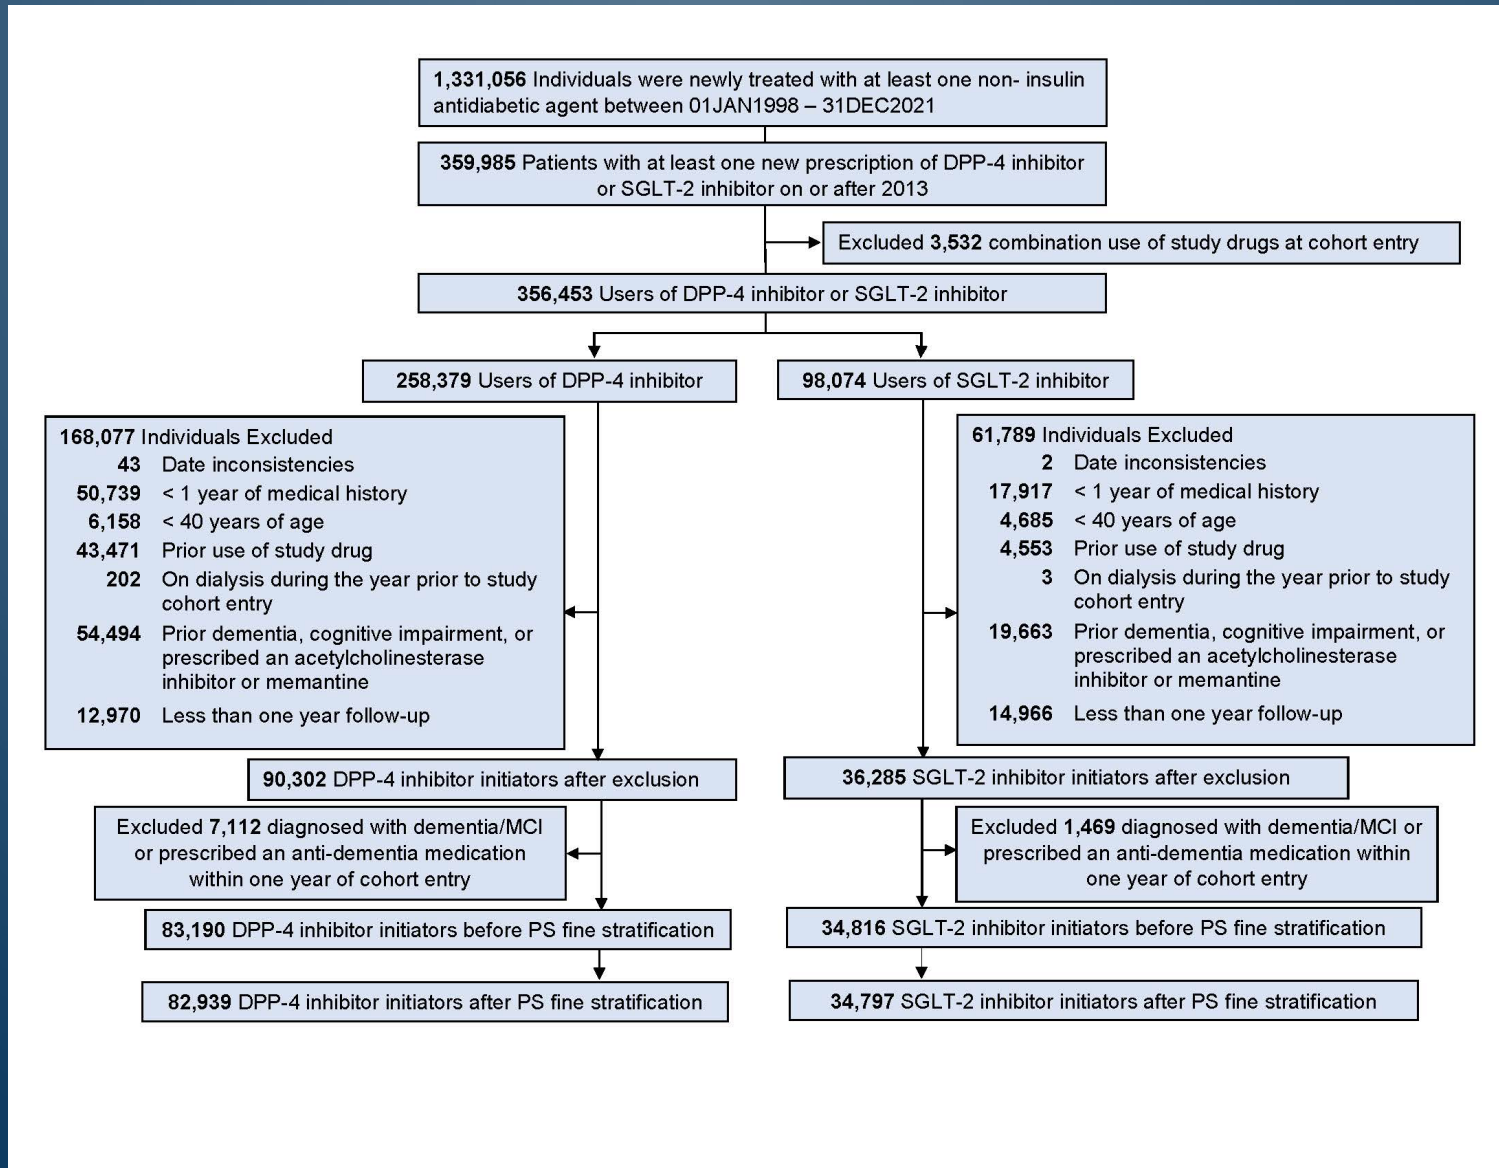 1,331,056 Individuals were newly treated with at least one non- insulin
antidiabetic agent between 01JAN1998 – 31DEC2021
359,985 Patients with at least one new prescription of DPP-4 inhibitor
or SGLT-2 inhibitor on or after 2013
Excluded 3,532 combination use of study drugs at cohort entry
356,453 Users of DPP-4 inhibitor or SGLT-2 inhibitor
258,379 Users of DPP-4 inhibitor
98,074 Users of SGLT-2 inhibitor
168,077 Individuals Excluded
43 Date inconsistencies
50,739 < 1 year of medical history
6,158 < 40 years of age
43,471 Prior use of study drug
202 On dialysis during the year prior to study
cohort entry
54,494 Prior dementia, cognitive impairment, or
prescribed an acetylcholinesterase
inhibitor or memantine
12,970 Less than one year follow-up
61,789 Individuals Excluded
2 Date inconsistencies
17,917 < 1 year of medical history
4,685 < 40 years of age
4,553 Prior use of study drug
3 On dialysis during the year prior to study
cohort entry
19,663 Prior dementia, cognitive impairment, or
prescribed an acetylcholinesterase
inhibitor or memantine
14,966 Less than one year follow-up
90,302 DPP-4 inhibitor initiators after exclusion
36,285 SGLT-2 inhibitor initiators after exclusion
Excluded 7,112 diagnosed with dementia/MCI
or prescribed an anti-dementia medication
within one year of cohort entry
Excluded 1,469 diagnosed with dementia/MCI or
prescribed an anti-dementia medication within
one year of cohort entry
83,190 DPP-4 inhibitor initiators before PS fine stratification
34,816 SGLT-2 inhibitor initiators before PS fine stratification
82,939 DPP-4 inhibitor initiators after PS fine stratification
34,797 SGLT-2 inhibitor initiators after PS fine stratification